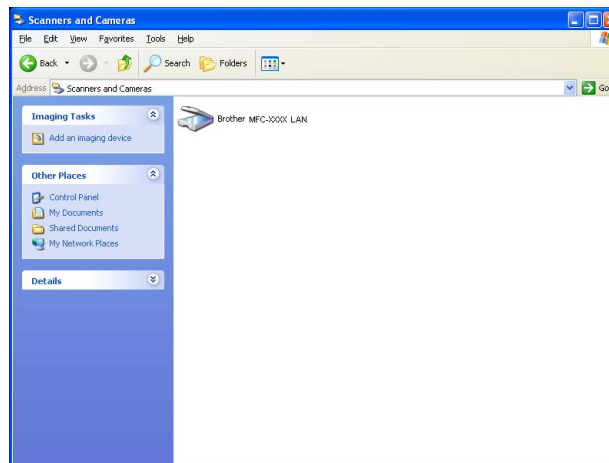 Scanners and Cameras
File Edit View Favorites Tools Help
Back Search Folders
Address Scanners and Cameras Go
Imaging Tasks
Add an imaging device
Other Places
Control Panel
My Documents
Shared Documents
My Network Places
Details
Brother MFC-XXXX LAN